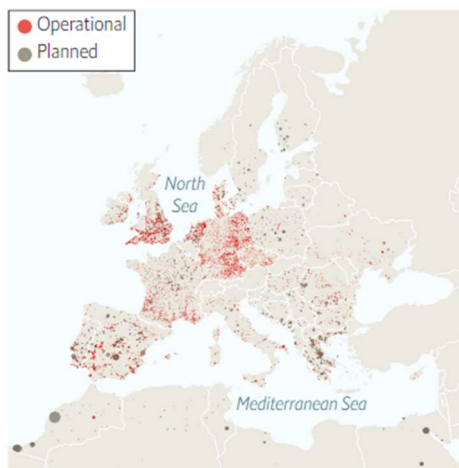 Operational
Planned
North
Sea
Mediterranean Sea